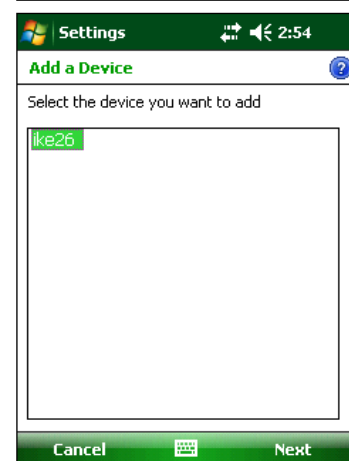 Settings 2:54
Add a Device ?
Select the device you want to add
ike26
Cancel Next